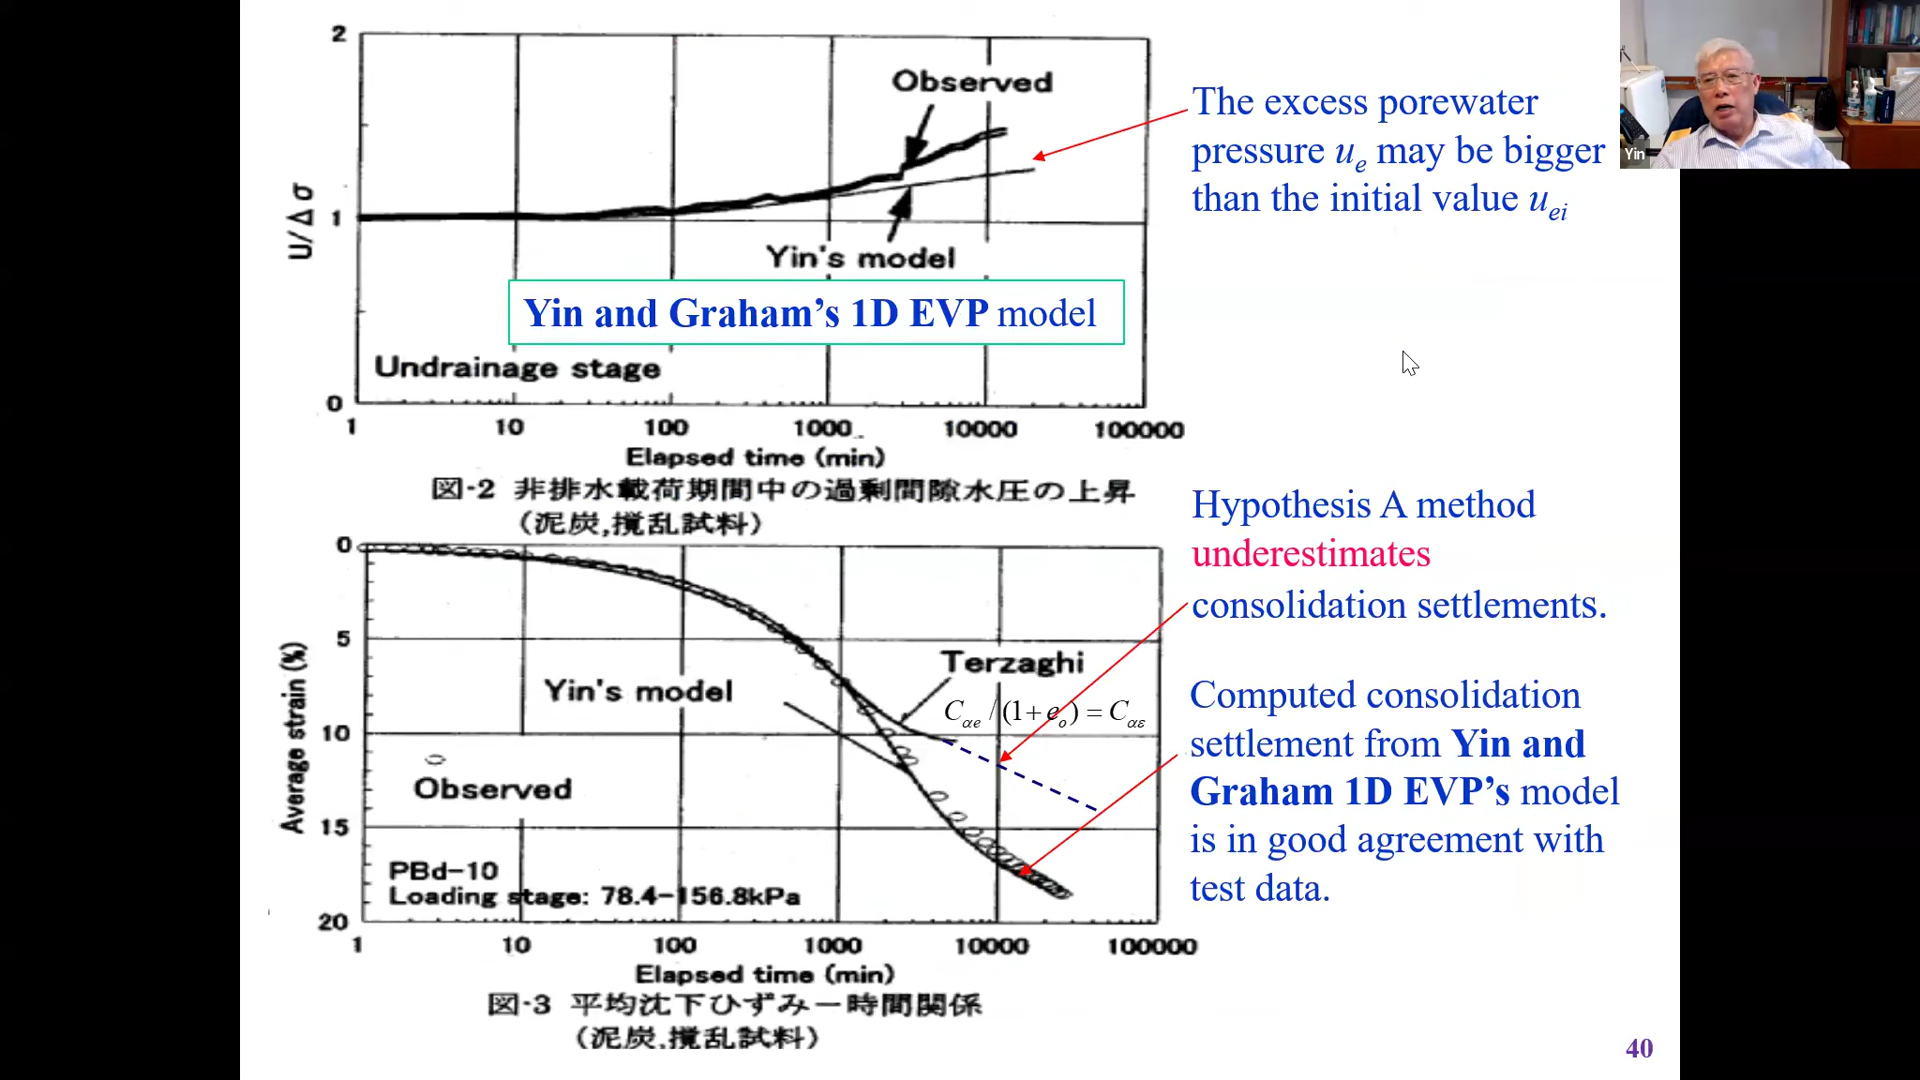 2
Observed
The excess porewater
pressure uₑ may be bigger
than the initial value uₑᵢ
Yin
U/Δσ
1
Yin's model
Yin and Graham’s 1D EVP model
Undrainage stage
0
1 10 100 1000 10000 100000
Elapsed time (min)
図-2 非排水載荷期間中の過剰間隙水圧の上昇
(泥炭,撹乱試料)
Hypothesis A method
underestimates
consolidation settlements.
0
5
Terzaghi
Yin's model
C_αe /(1+e_o) = C_αε
10
Average strain (%)
Observed
15
PBd-10
Loading stage: 78.4-156.8kPa
20
1 10 100 1000 10000 100000
Elapsed time (min)
図-3 平均沈下ひずみ－時間関係
(泥炭,撹乱試料)
Computed consolidation
settlement from Yin and
Graham 1D EVP’s model
is in good agreement with
test data.
40